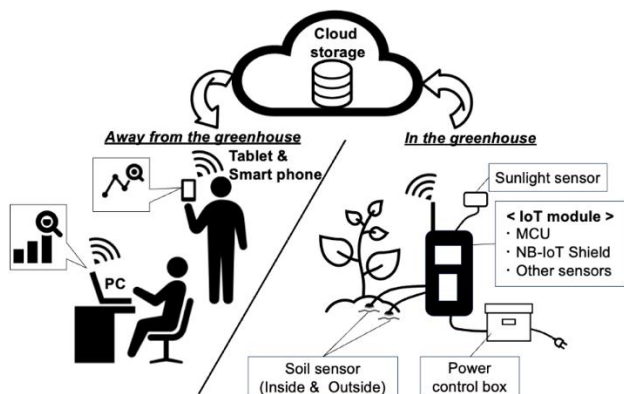 Cloud
storage
Away from the greenhouse
In the greenhouse
Tablet &
Smart phone
PC
Sunlight sensor
< IoT module >
・ MCU
・ NB-IoT Shield
・ Other sensors
Soil sensor
(Inside & Outside)
Power
control box